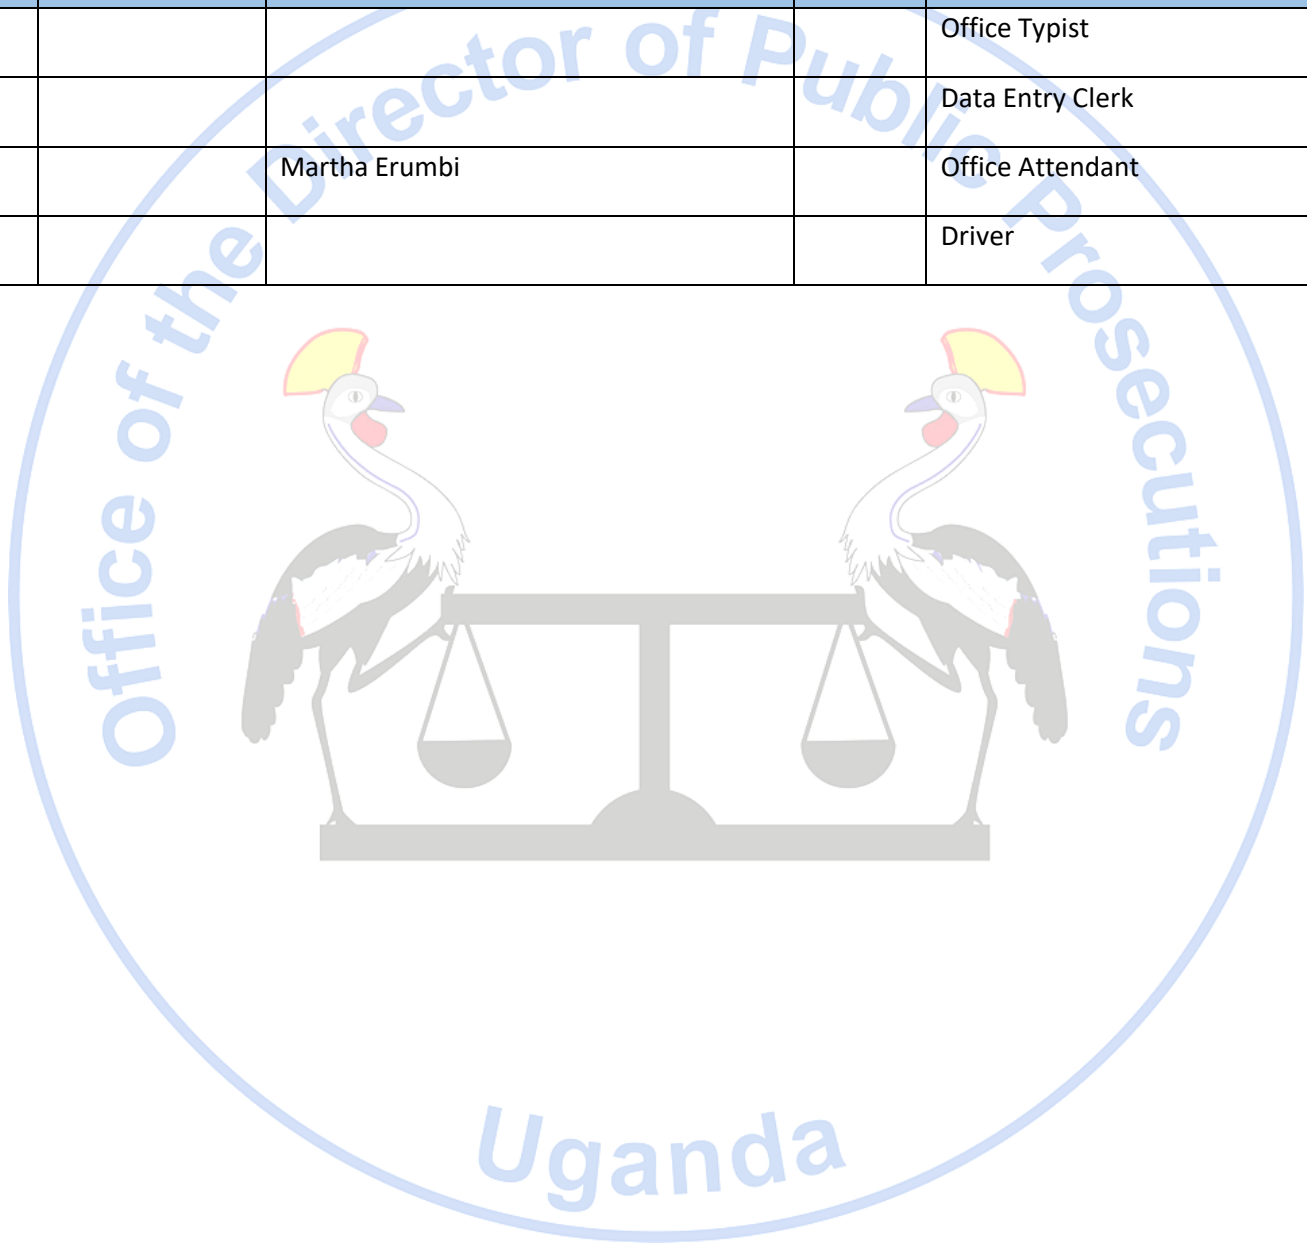 Office Typist
Data Entry Clerk
Martha Erumbi Office Attendant
Driver
Office of the Director of Public Prosecutions
Uganda